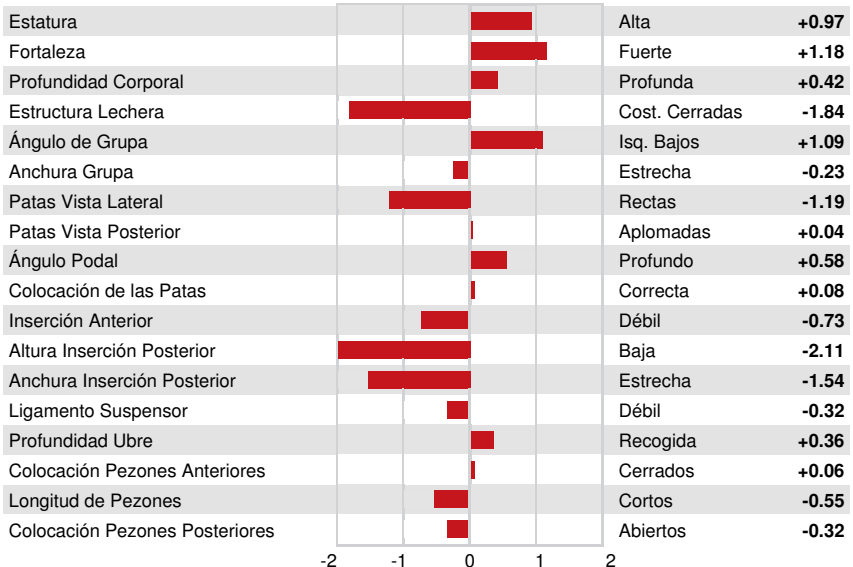 Estatura Alta +0.97
Fortaleza Fuerte +1.18
Profundidad Corporal Profunda +0.42
Estructura Lechera Cost. Cerradas -1.84
Ángulo de Grupa Isq. Bajos +1.09
Anchura Grupa Estrecha -0.23
Patas Vista Lateral Rectas -1.19
Patas Vista Posterior Aplomadas +0.04
Ángulo Podal Profundo +0.58
Colocación de las Patas Correcta +0.08
Inserción Anterior Débil -0.73
Altura Inserción Posterior Baja -2.11
Anchura Inserción Posterior Estrecha -1.54
Ligamento Suspensor Débil -0.32
Profundidad Ubre Recogida +0.36
Colocación Pezones Anteriores Cerrados +0.06
Longitud de Pezones Cortos -0.55
Colocación Pezones Posteriores Abiertos -0.32
-2 -1 0 1 2